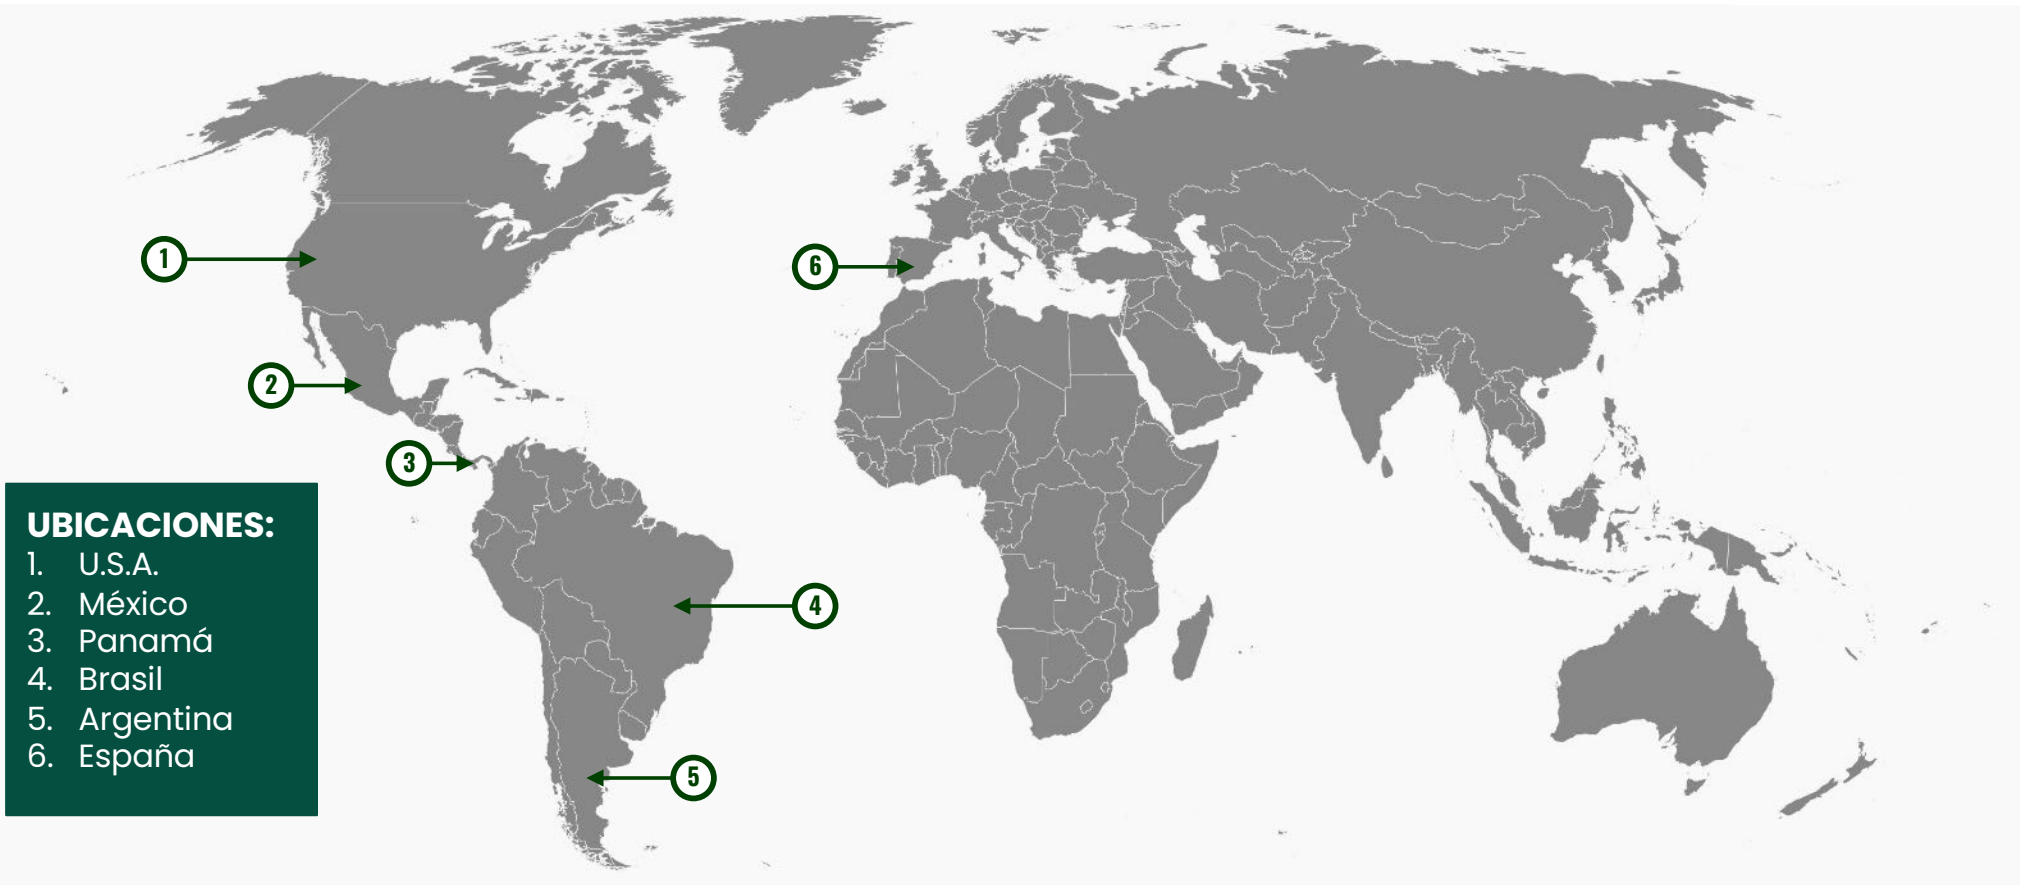 1
6
2
3
UBICACIONES:
1. U.S.A.
2. México
3. Panamá
4. Brasil
5. Argentina
6. España
4
5